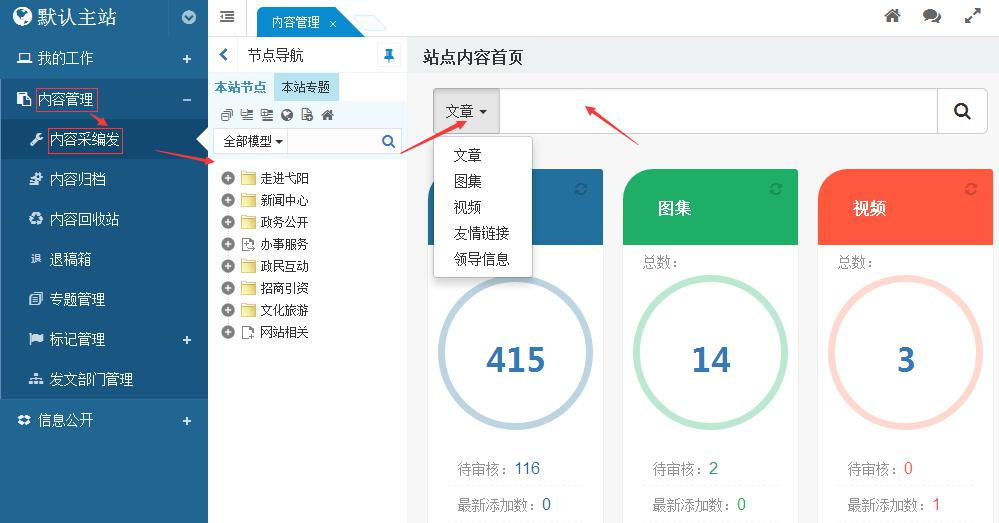 默认主站
我的工作
内容管理
内容采编发
内容归档
内容回收站
退稿箱
专题管理
标记管理
发文部门管理
信息公开
内容管理 ×
节点导航
本站节点 本站专题
全部模型
走进弋阳
新闻中心
政务公开
办事服务
政民互动
招商引资
文化旅游
网站相关
站点内容首页
文章
文章
图集
视频
友情链接
领导信息
415
待审核：116
最新添加数：0
图集
总数：
14
待审核：2
最新添加数：0
视频
总数：
3
待审核：0
最新添加数：1